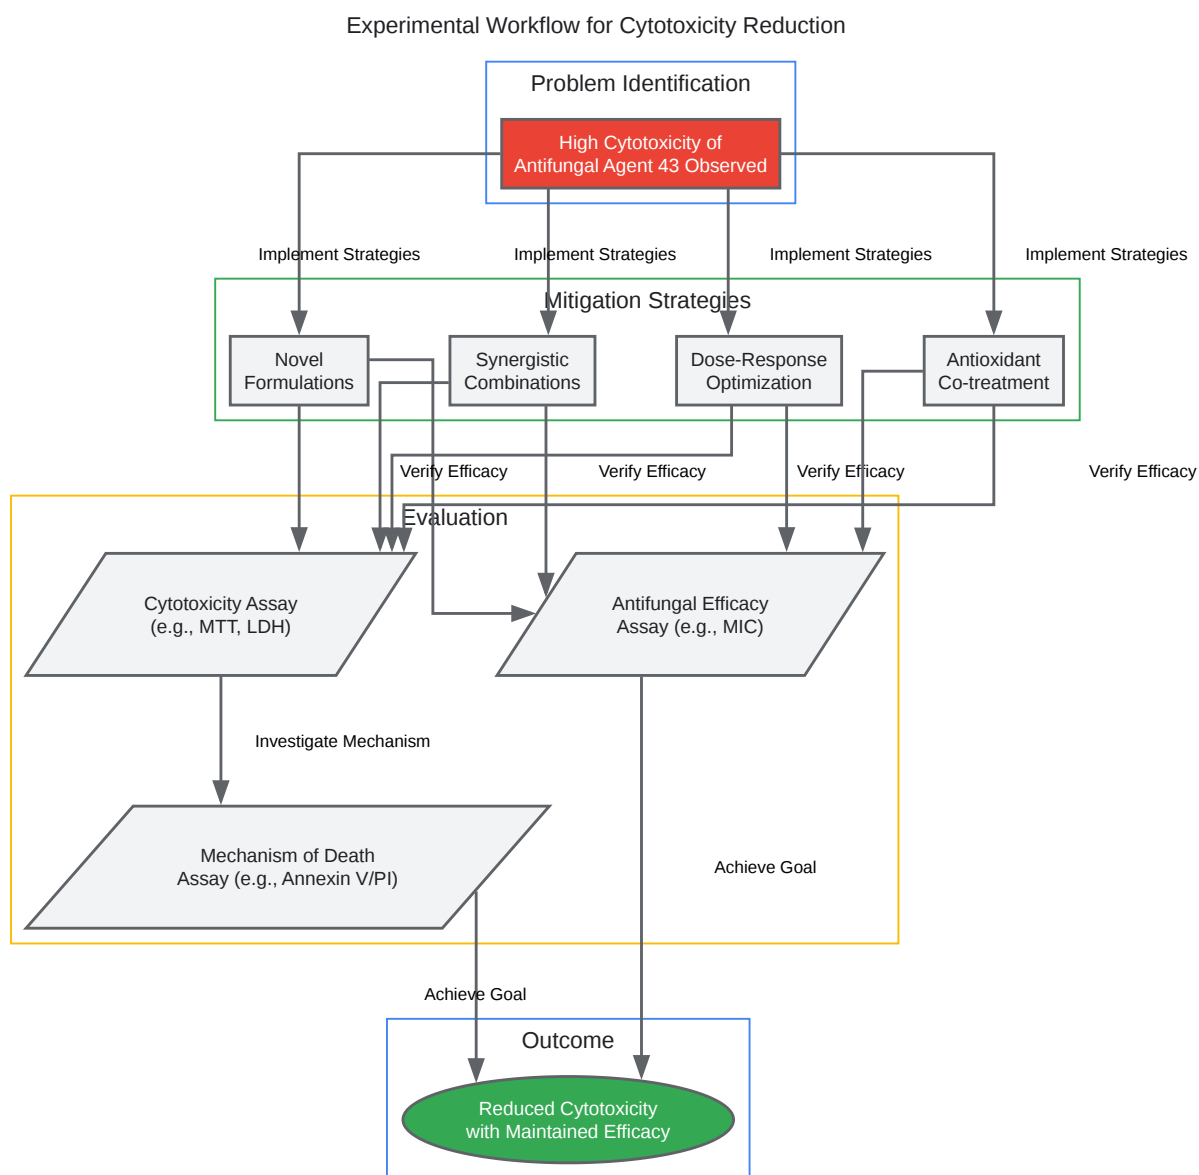 Experimental Workflow for Cytotoxicity Reduction
Problem Identification
High Cytotoxicity of
Antifungal Agent 43 Observed
Implement Strategies
Implement Strategies
Implement Strategies
Implement Strategies
Mitigation Strategies
Novel
Formulations
Synergistic
Combinations
Dose-Response
Optimization
Antioxidant
Co-treatment
Verify Efficacy
Verify Efficacy
Verify Efficacy
Verify Efficacy
Evaluation
Cytotoxicity Assay
(e.g., MTT, LDH)
Antifungal Efficacy
Assay (e.g., MIC)
Investigate Mechanism
Mechanism of Death
Assay (e.g., Annexin V/PI)
Achieve Goal
Achieve Goal
Outcome
Reduced Cytotoxicity
with Maintained Efficacy